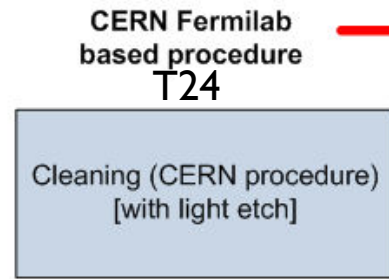 CERN Fermilab
based procedure
T24
Cleaning (CERN procedure)
[with light etch]